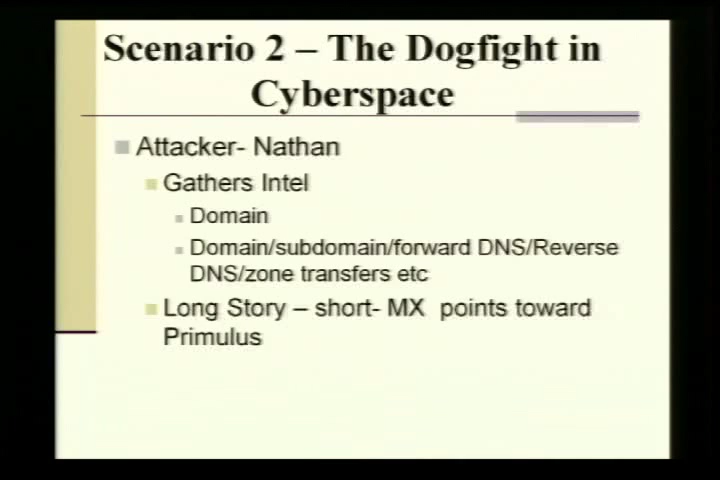 Scenario 2 – The Dogfight in
Cyberspace
Attacker- Nathan
Gathers Intel
Domain
Domain/subdomain/forward DNS/Reverse
DNS/zone transfers etc
Long Story – short- MX points toward
Primulus